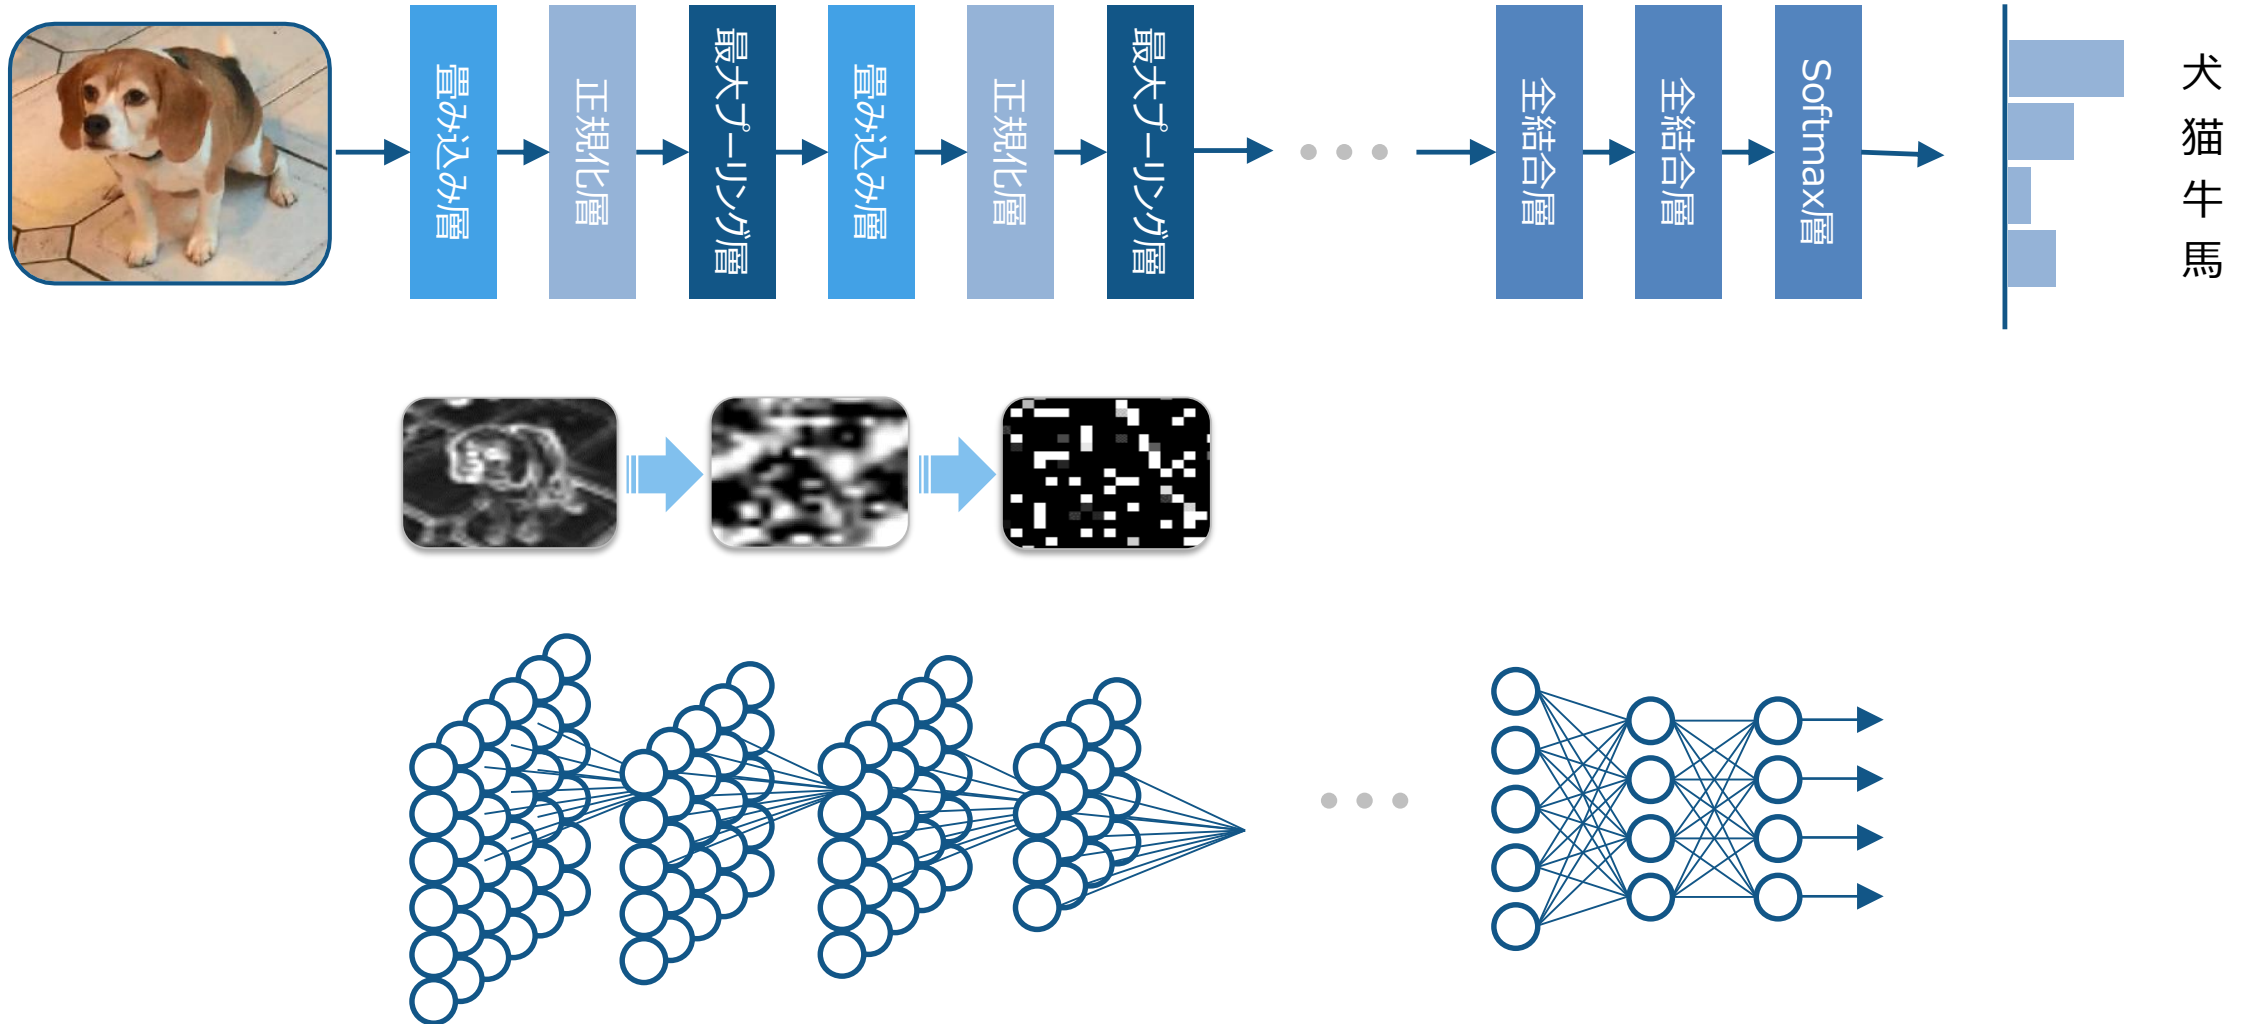 畳み込み層
正規化層
最大プーリング層
畳み込み層
正規化層
最大プーリング層
全結合層
全結合層
Softmax層
犬
猫
牛
馬